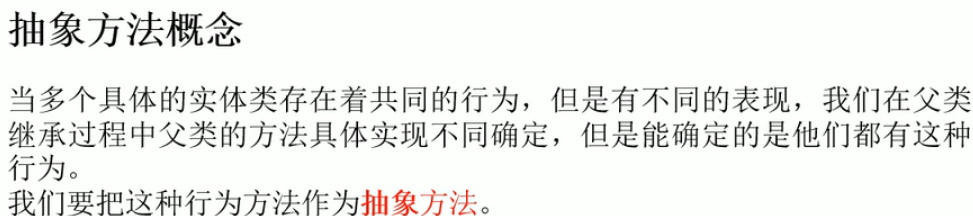 抽象方法概念
当多个具体的实体类存在着共同的行为，但是有不同的表现，我们在父类
继承过程中父类的方法具体实现不同确定，但是能确定的是他们都有这种
行为。
我们要把这种行为方法作为抽象方法。